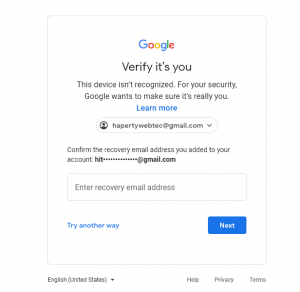 Google
Verify it's you
This device isn't recognized. For your security,
Google wants to make sure it's really you.
Learn more
hapertywebtec@gmail.com
Confirm the recovery email address you added to your
account: hit••••••••••••••@gmail.com
Enter recovery email address
Try another way
Next
English (United States)
Help
Privacy
Terms